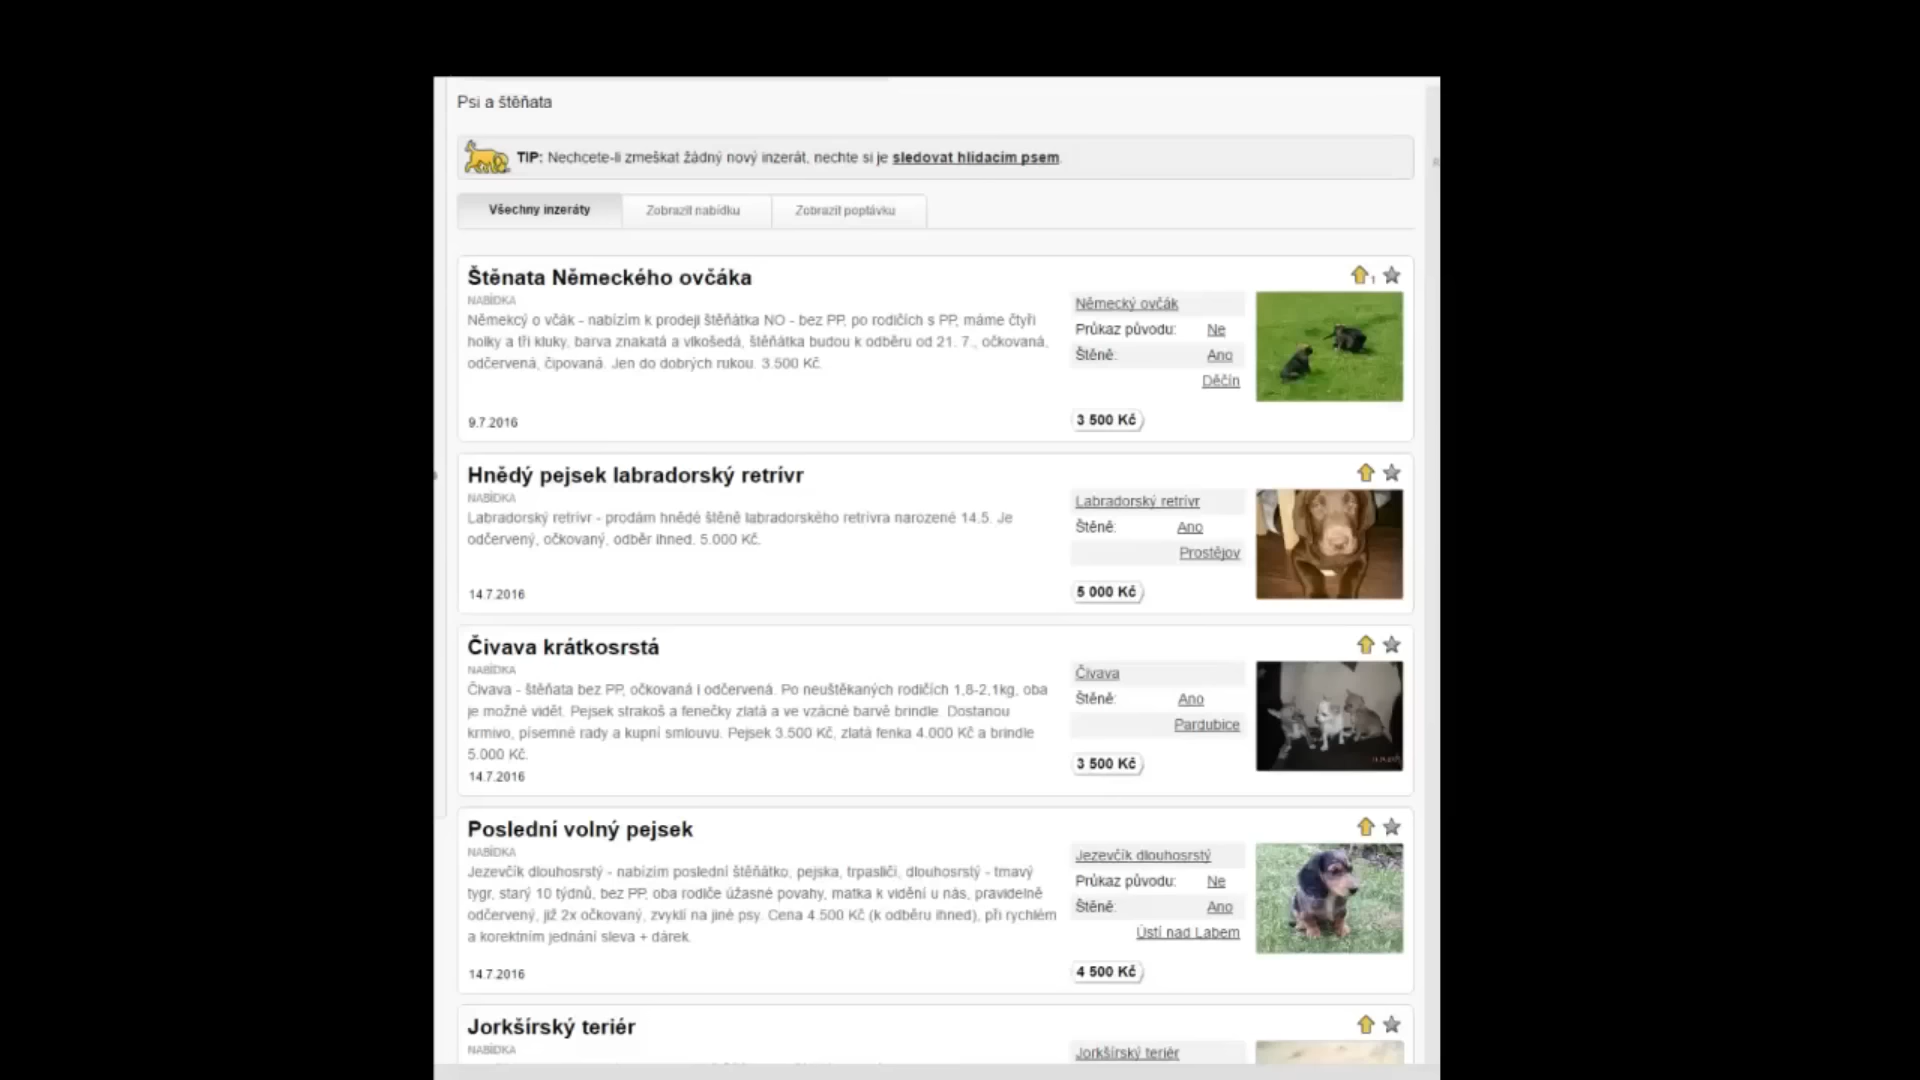 Psi a štěňata
TIP: Nechcete-li zmeškat žádný nový inzerát, nechte si je sledovat hlídacím psem.
Všechny inzeráty
Zobrazit nabídku
Zobrazit poptávku
Štěnata Německého ovčáka
NABÍDKA
Němekcý o včák - nabízím k prodeji štěňátka NO - bez PP, po rodičích s PP, máme čtyři
holky a tři kluky, barva znakatá a vlkošedá, štěňátka budou k odběru od 21. 7., očkovaná,
odčervená, čipovaná. Jen do dobrých rukou. 3.500 Kč.
9.7.2016
1
Německý ovčák
Průkaz původu: Ne
Štěně: Ano
Děčín
3 500 Kč
Hnědý pejsek labradorský retrívr
NABÍDKA
Labradorský retrívr - prodám hnědé štěně labradorského retrívra narozené 14.5. Je
odčervený, očkovaný, odběr ihned. 5.000 Kč.
14.7.2016
Labradorský retrívr
Štěně: Ano
Prostějov
5 000 Kč
Čivava krátkosrstá
NABÍDKA
Čivava - štěňata bez PP, očkovaná i odčervená. Po neuštěkaných rodičích 1,8-2,1kg, oba
je možné vidět. Pejsek strakoš a fenečky zlatá a ve vzácné barvě brindle. Dostanou
krmivo, písemné rady a kupní smlouvu. Pejsek 3.500 Kč, zlatá fenka 4.000 Kč a brindle
5.000 Kč.
14.7.2016
Čivava
Štěně: Ano
Pardubice
3 500 Kč
Poslední volný pejsek
NABÍDKA
Jezevčík dlouhosrstý - nabízím poslední štěňátko, pejska, trpasličí, dlouhosrstý - tmavý
tygr, starý 10 týdnů, bez PP, oba rodiče úžasné povahy, matka k vidění u nás, pravidelně
odčervený, již 2x očkovaný, zvyklí na jiné psy. Cena 4.500 Kč (k odběru ihned), při rychlém
a korektním jednání sleva + dárek.
14.7.2016
Jezevčík dlouhosrstý
Průkaz původu: Ne
Štěně: Ano
Ústí nad Labem
4 500 Kč
Jorkšírský teriér
NABÍDKA
Jorkšírský teriér